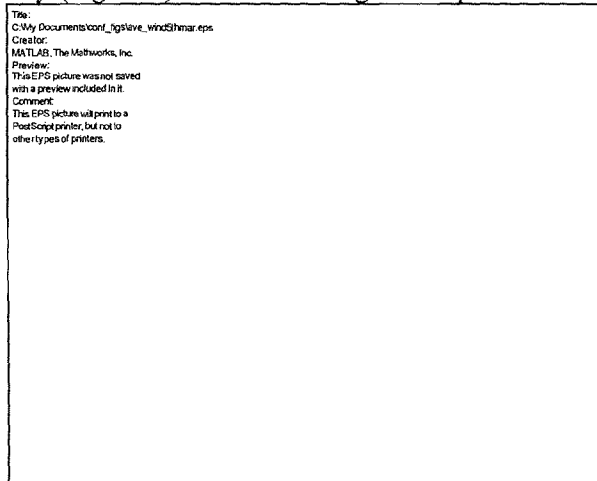 Title:
C:\My Documents\conf_figs\ave_wind5thmar.eps
Creator:
MATLAB, The Mathworks, Inc.
Preview:
This EPS picture was not saved
with a preview included in it.
Comment:
This EPS picture will print to a
PostScript printer, but not to
other types of printers.